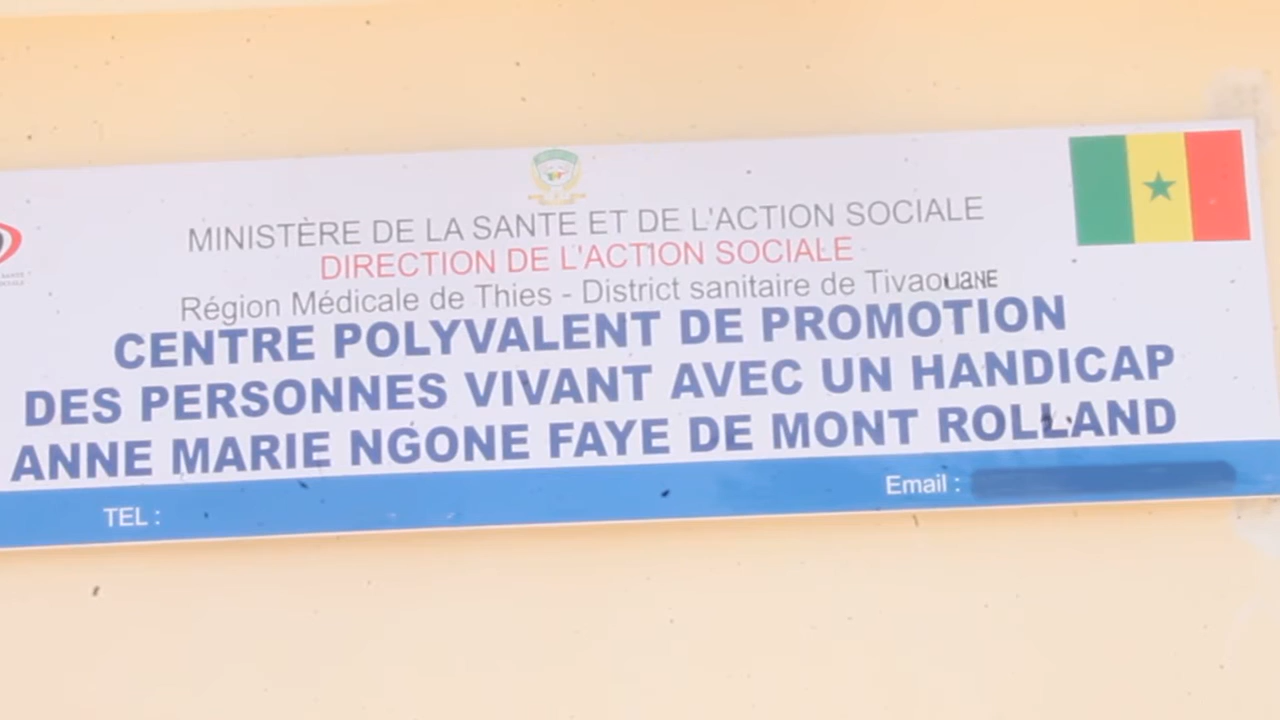 MINISTÈRE DE LA SANTE ET DE L'ACTION SOCIALE
DIRECTION DE L'ACTION SOCIALE
Région Médicale de Thies - District sanitaire de Tivaouane
CENTRE POLYVALENT DE PROMOTION
DES PERSONNES VIVANT AVEC UN HANDICAP
ANNE MARIE NGONE FAYE DE MONT ROLLAND
TEL :
Email :